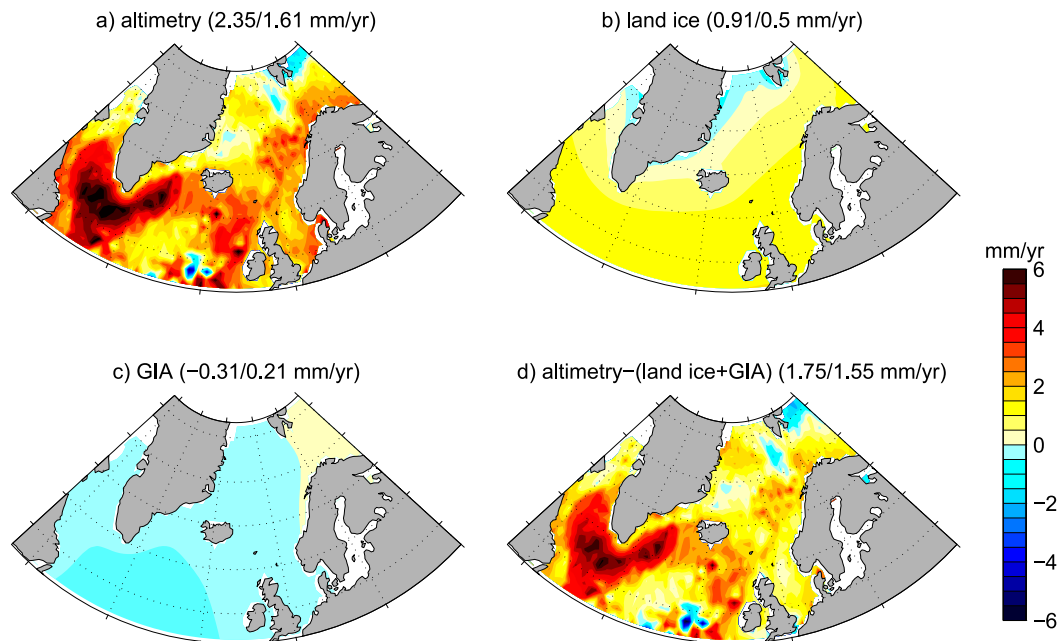 a) altimetry (2.35/1.61 mm/yr)
b) land ice (0.91/0.5 mm/yr)
mm/yr
6
4
2
0
−2
−4
−6
c) GIA (−0.31/0.21 mm/yr)
d) altimetry−(land ice+GIA) (1.75/1.55 mm/yr)